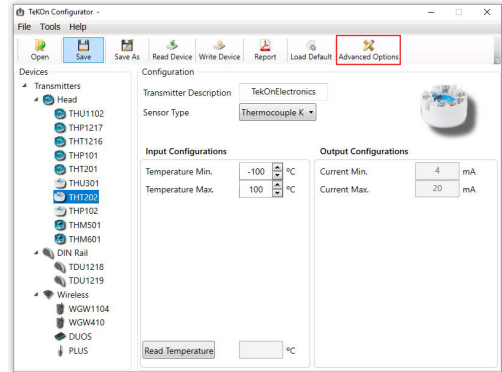 TeKOn Configurator -
File Tools Help
Open Save Save As Read Device Write Device Report Load Default Advanced Options
Devices
Transmitters
Head
THU1102
THP1217
THT1216
THP101
THT201
THU301
THT202
THP102
THM501
THM601
DIN Rail
TDU1218
TDU1219
Wireless
WGW1104
WGW410
DUOS
PLUS
Configuration
Transmitter Description TekOnElectronics
Sensor Type Thermocouple K
Input Configurations
Temperature Min. -100 ºC
Temperature Max. 100 ºC
Read Temperature ºC
Output Configurations
Current Min. 4 mA
Current Max. 20 mA